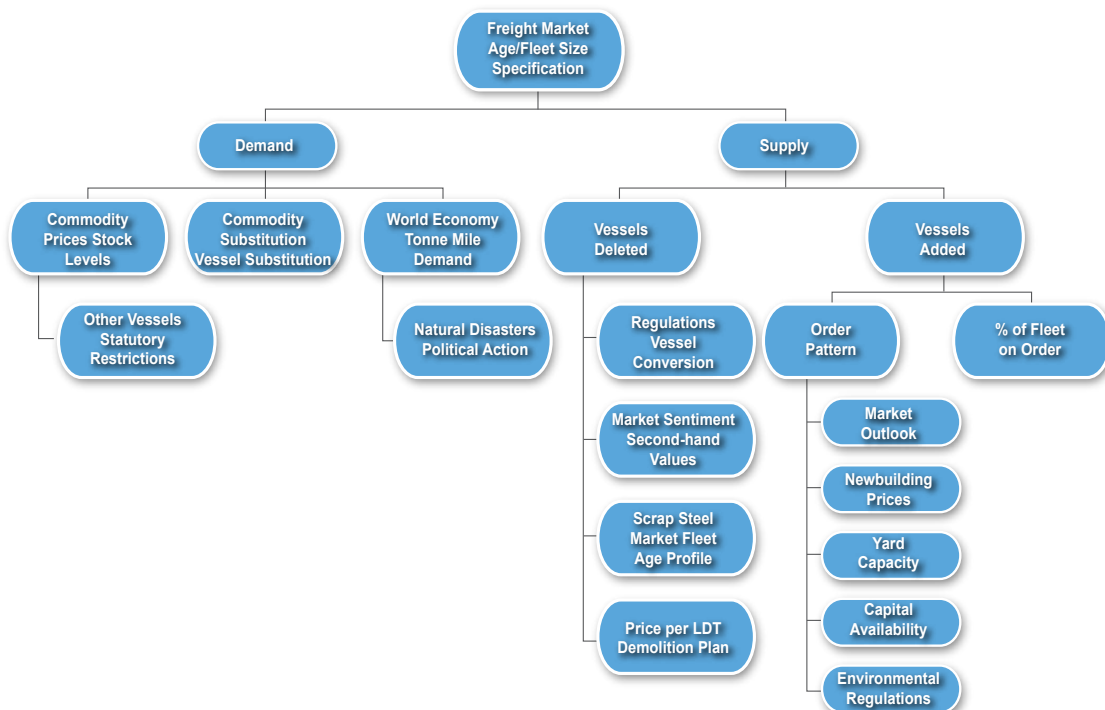 Freight Market
Age/Fleet Size
Specification
Demand
Supply
Commodity
Prices Stock
Levels
Commodity
Substitution
Vessel Substitution
World Economy
Tonne Mile
Demand
Vessels
Deleted
Vessels
Added
Other Vessels
Statutory
Restrictions
Natural Disasters
Political Action
Regulations
Vessel
Conversion
Order
Pattern
% of Fleet
on Order
Market Sentiment
Second-hand
Values
Market
Outlook
Newbuilding
Prices
Scrap Steel
Market Fleet
Age Profile
Yard
Capacity
Price per LDT
Demolition Plan
Capital
Availability
Environmental
Regulations